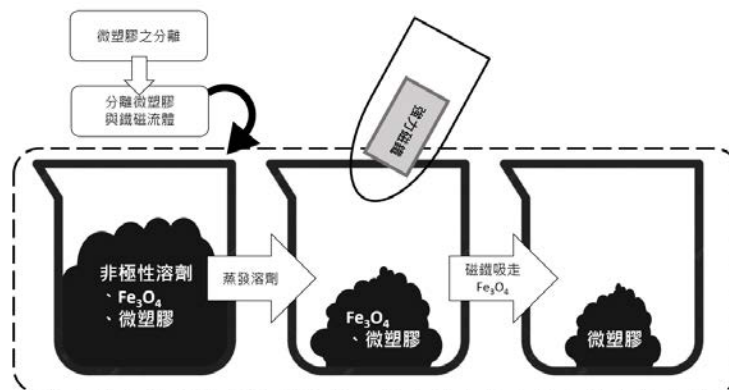 微塑膠之分離
分離微塑膠
與鐵磁流體
強力磁鐵
非極性溶劑
、Fe₃O₄
、微塑膠
蒸發溶劑
Fe₃O₄
、微塑膠
磁鐵吸走
Fe₃O₄
微塑膠